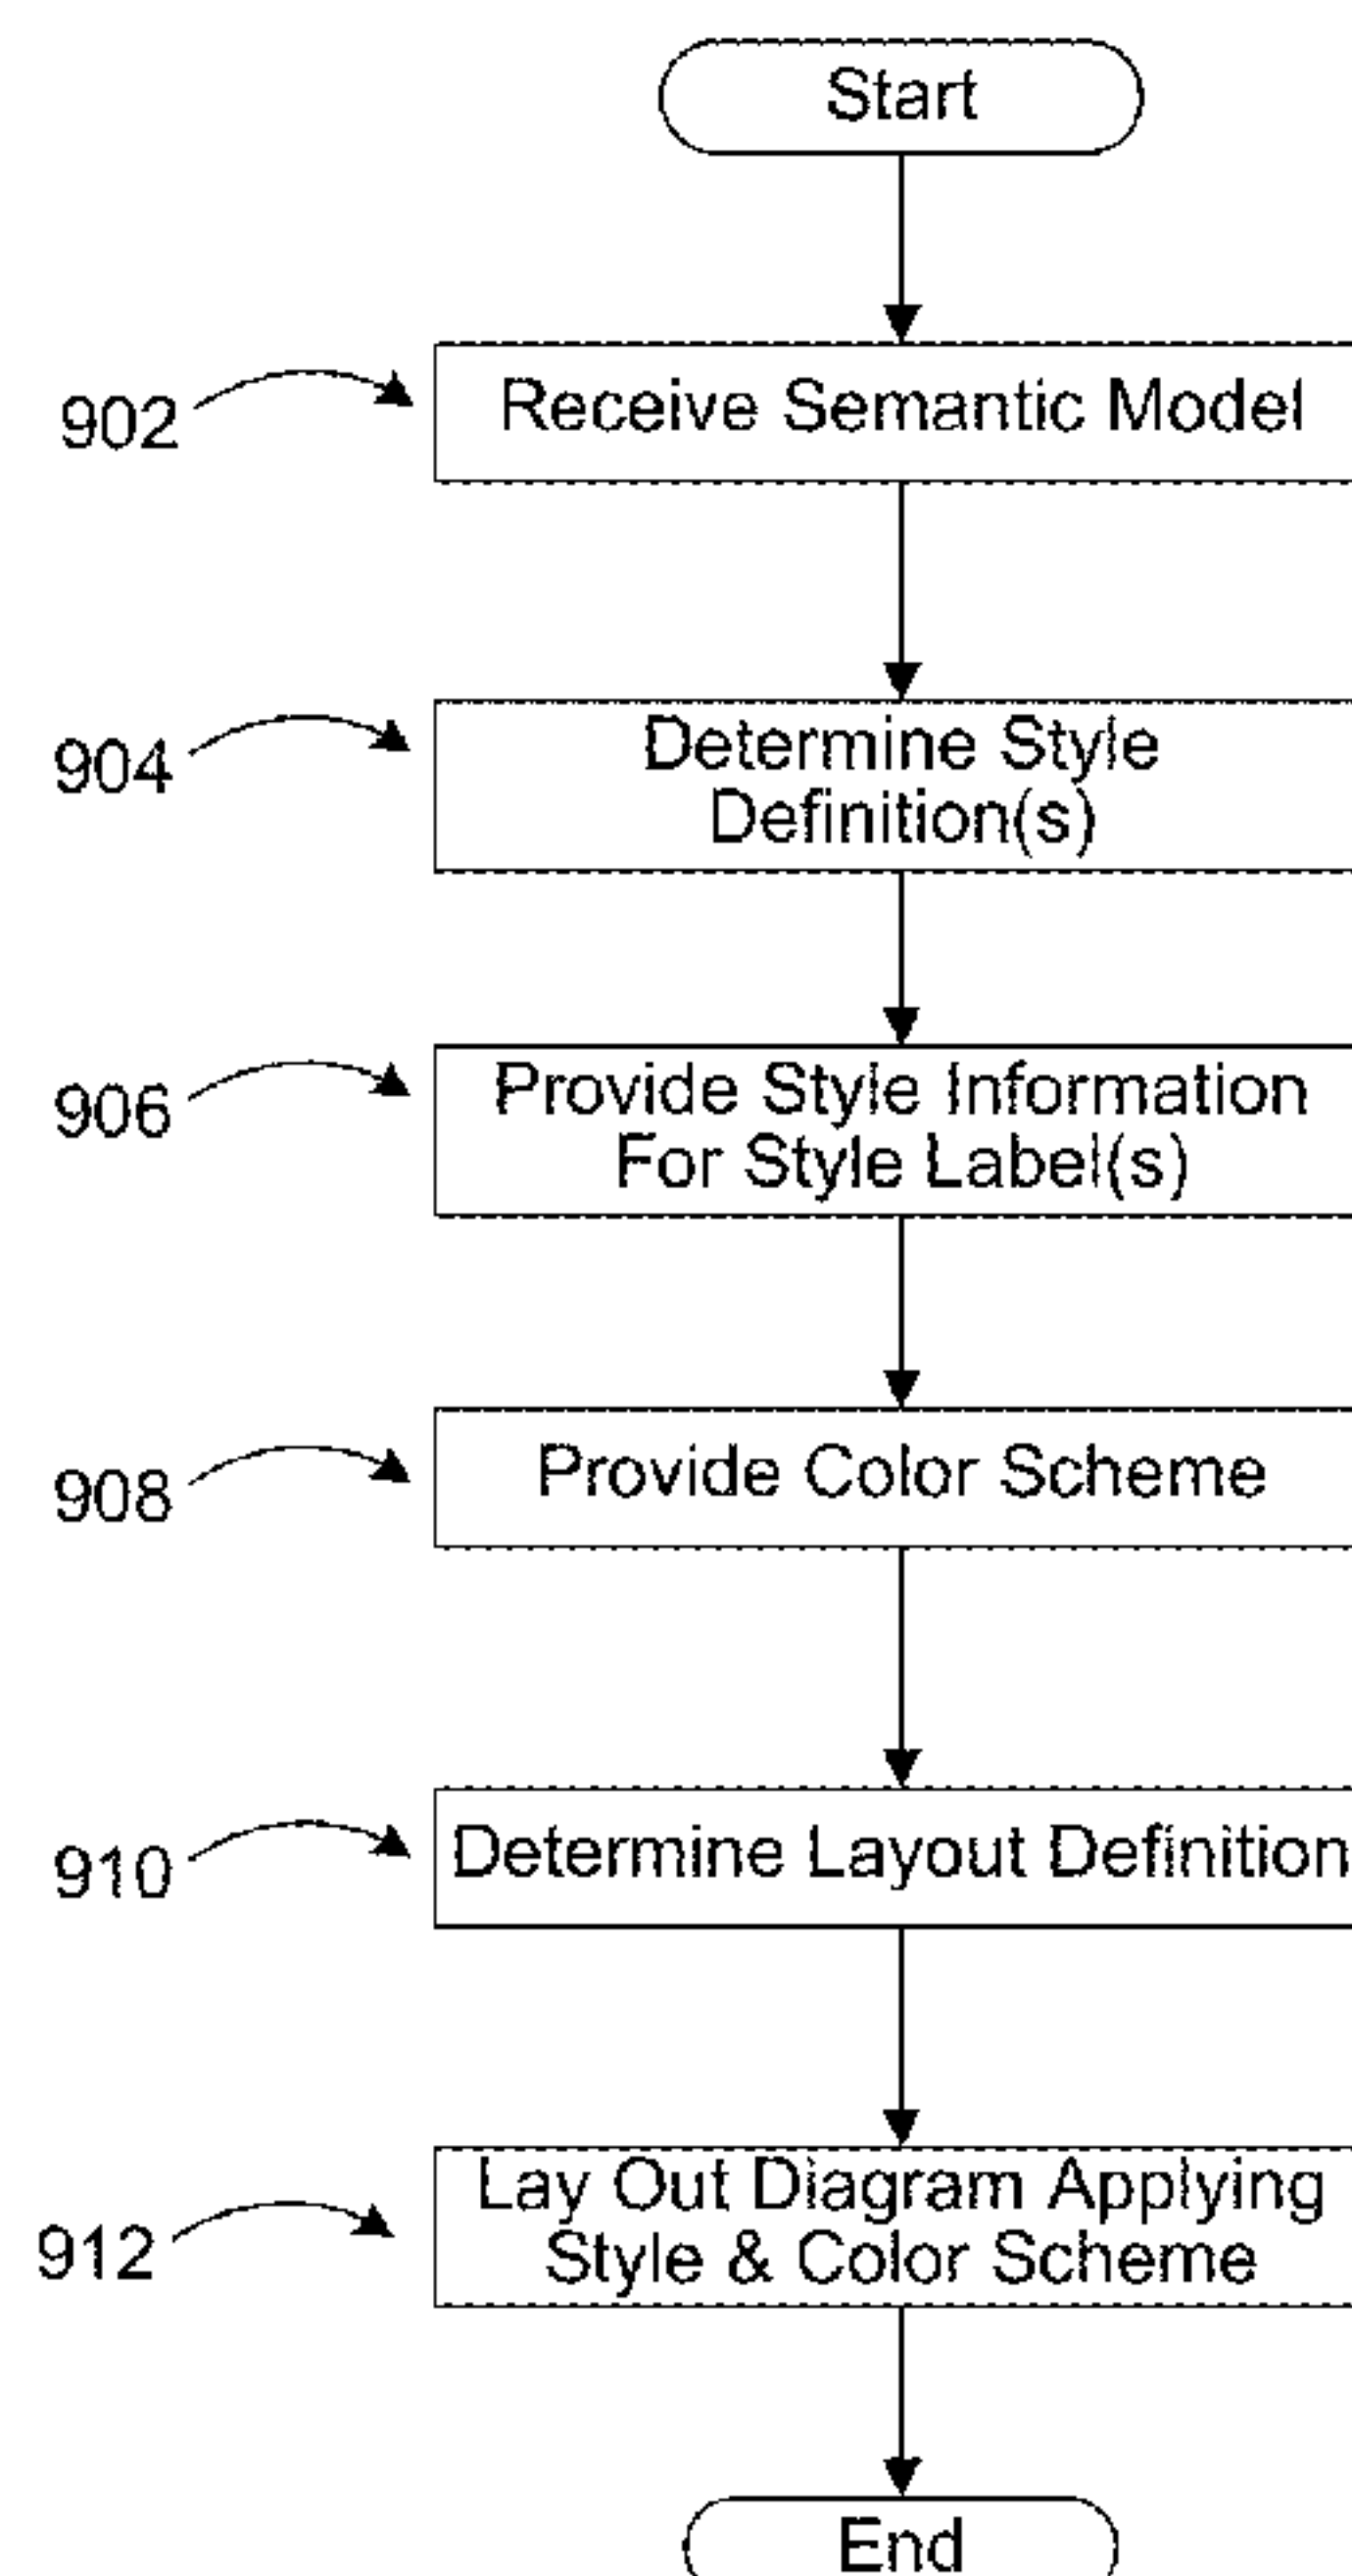 Start
902
Receive Semantic Model
904
Determine Style
Definition(s)
906
Provide Style Information
For Style Label(s)
908
Provide Color Scheme
910
Determine Layout Definition
912
Lay Out Diagram Applying
Style & Color Scheme
End